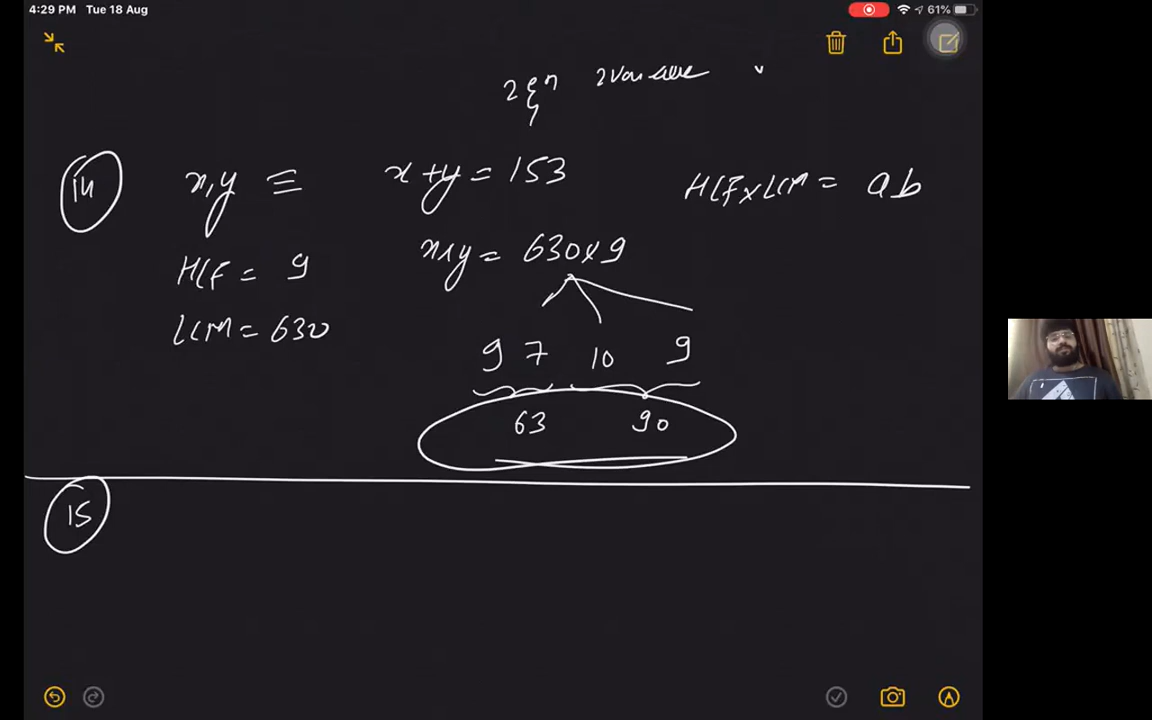 4:29 PM Tue 18 Aug
61%
2 eqn 2 variable
14 x,y ≡ x+y = 153 HCF×LCM = ab
HCF = 9 x×y = 630×9
LCM = 630
9 7 10 9
63 90
15